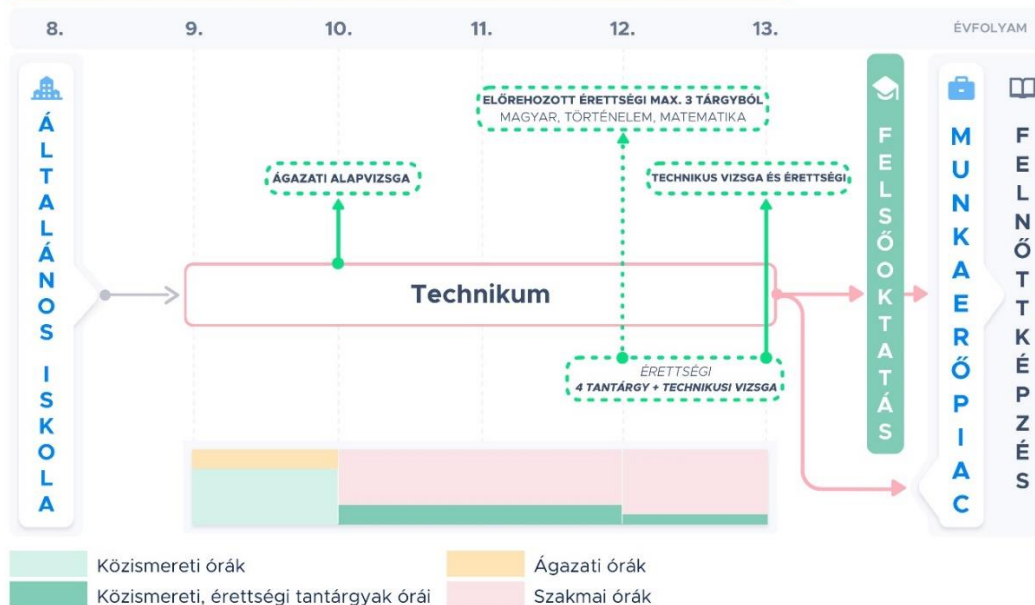 8. 9. 10. 11. 12. 13. ÉVFOLYAM
ÁLTALÁNOS ISKOLA
ELŐREHOZOTT ÉRETTSÉGI MAX. 3 TÁRGYBÓL
MAGYAR, TÖRTÉNELEM, MATEMATIKA
ÁGAZATI ALAPVIZSGA
TECHNIKUS VIZSGA ÉS ÉRETTSÉGI
Technikum
ÉRETTSÉGI
4 TANTÁRGY + TECHNIKUSI VIZSGA
FELSŐOKTATÁS
MUNKAERŐPIAC
FELNŐTTKÉPZÉS
Közismereti órák
Ágazati órák
Közismereti, érettségi tantárgyak órái
Szakmai órák